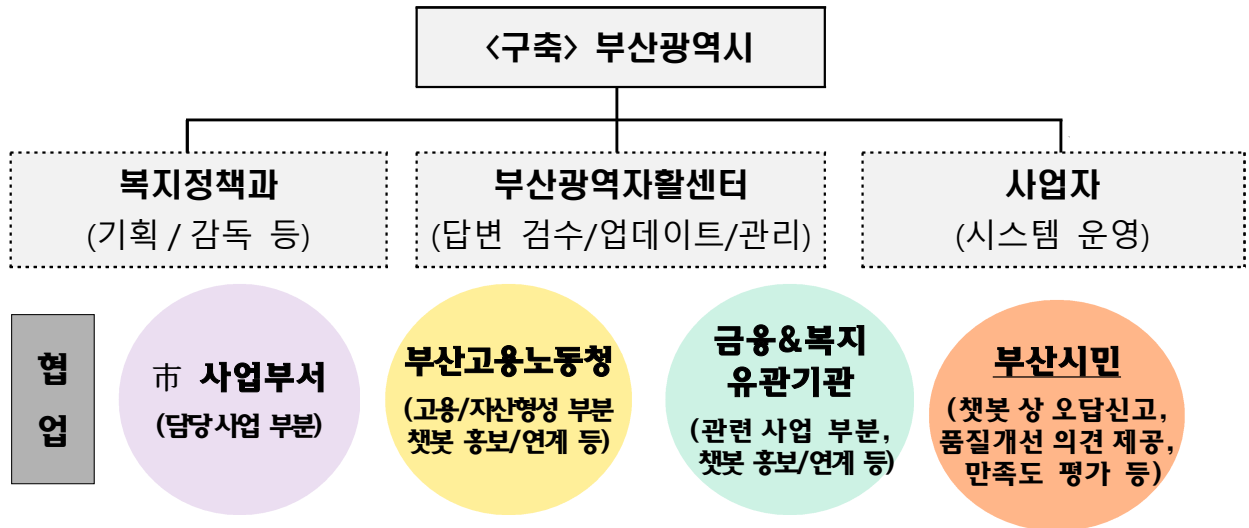 〈구축〉 부산광역시
복지정책과
(기획 / 감독 등)
부산광역자활센터
(답변 검수/업데이트/관리)
사업자
(시스템 운영)
협
업
市 사업부서
(담당사업 부분)
부산고용노동청
(고용/자산형성 부분
챗봇 홍보/연계 등)
금융&복지
유관기관
(관련 사업 부분,
챗봇 홍보/연계 등)
부산시민
(챗봇 상 오답신고,
품질개선 의견 제공,
만족도 평가 등)